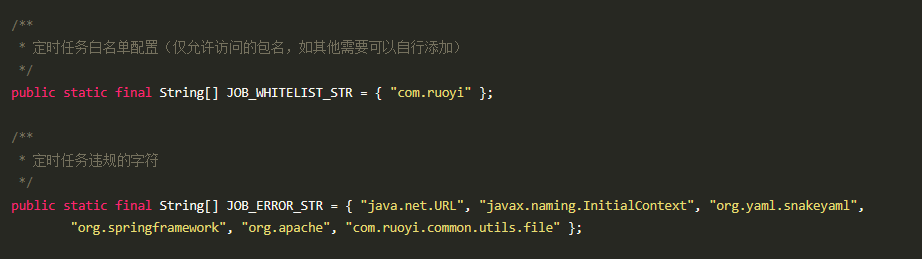 /**
 * 定时任务白名单配置（仅允许访问的包名，如其他需要可以自行添加）
 */
public static final String[] JOB_WHITELIST_STR = { "com.ruoyi" };

/**
 * 定时任务违规的字符
 */
public static final String[] JOB_ERROR_STR = { "java.net.URL", "javax.naming.InitialContext", "org.yaml.snakeyaml",
        "org.springframework", "org.apache", "com.ruoyi.common.utils.file" };